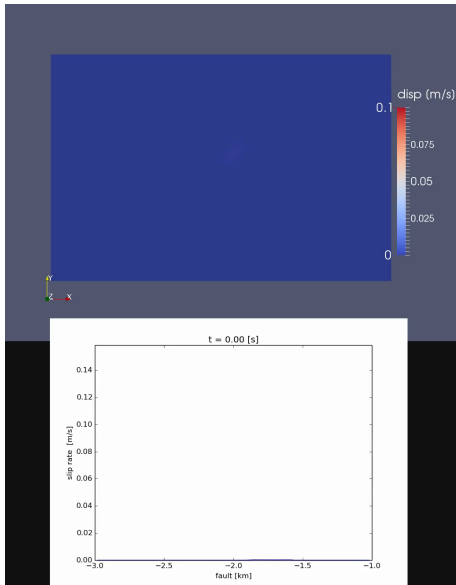 disp [m/s]
0.1
0.075
0.05
0.025
0
Y
Z X
t = 0.00 [s]
slip rate [m/s]
0.14
0.12
0.10
0.08
0.06
0.04
0.02
0.00
−3.0 −2.5 −2.0 −1.5 −1.0
fault [km]